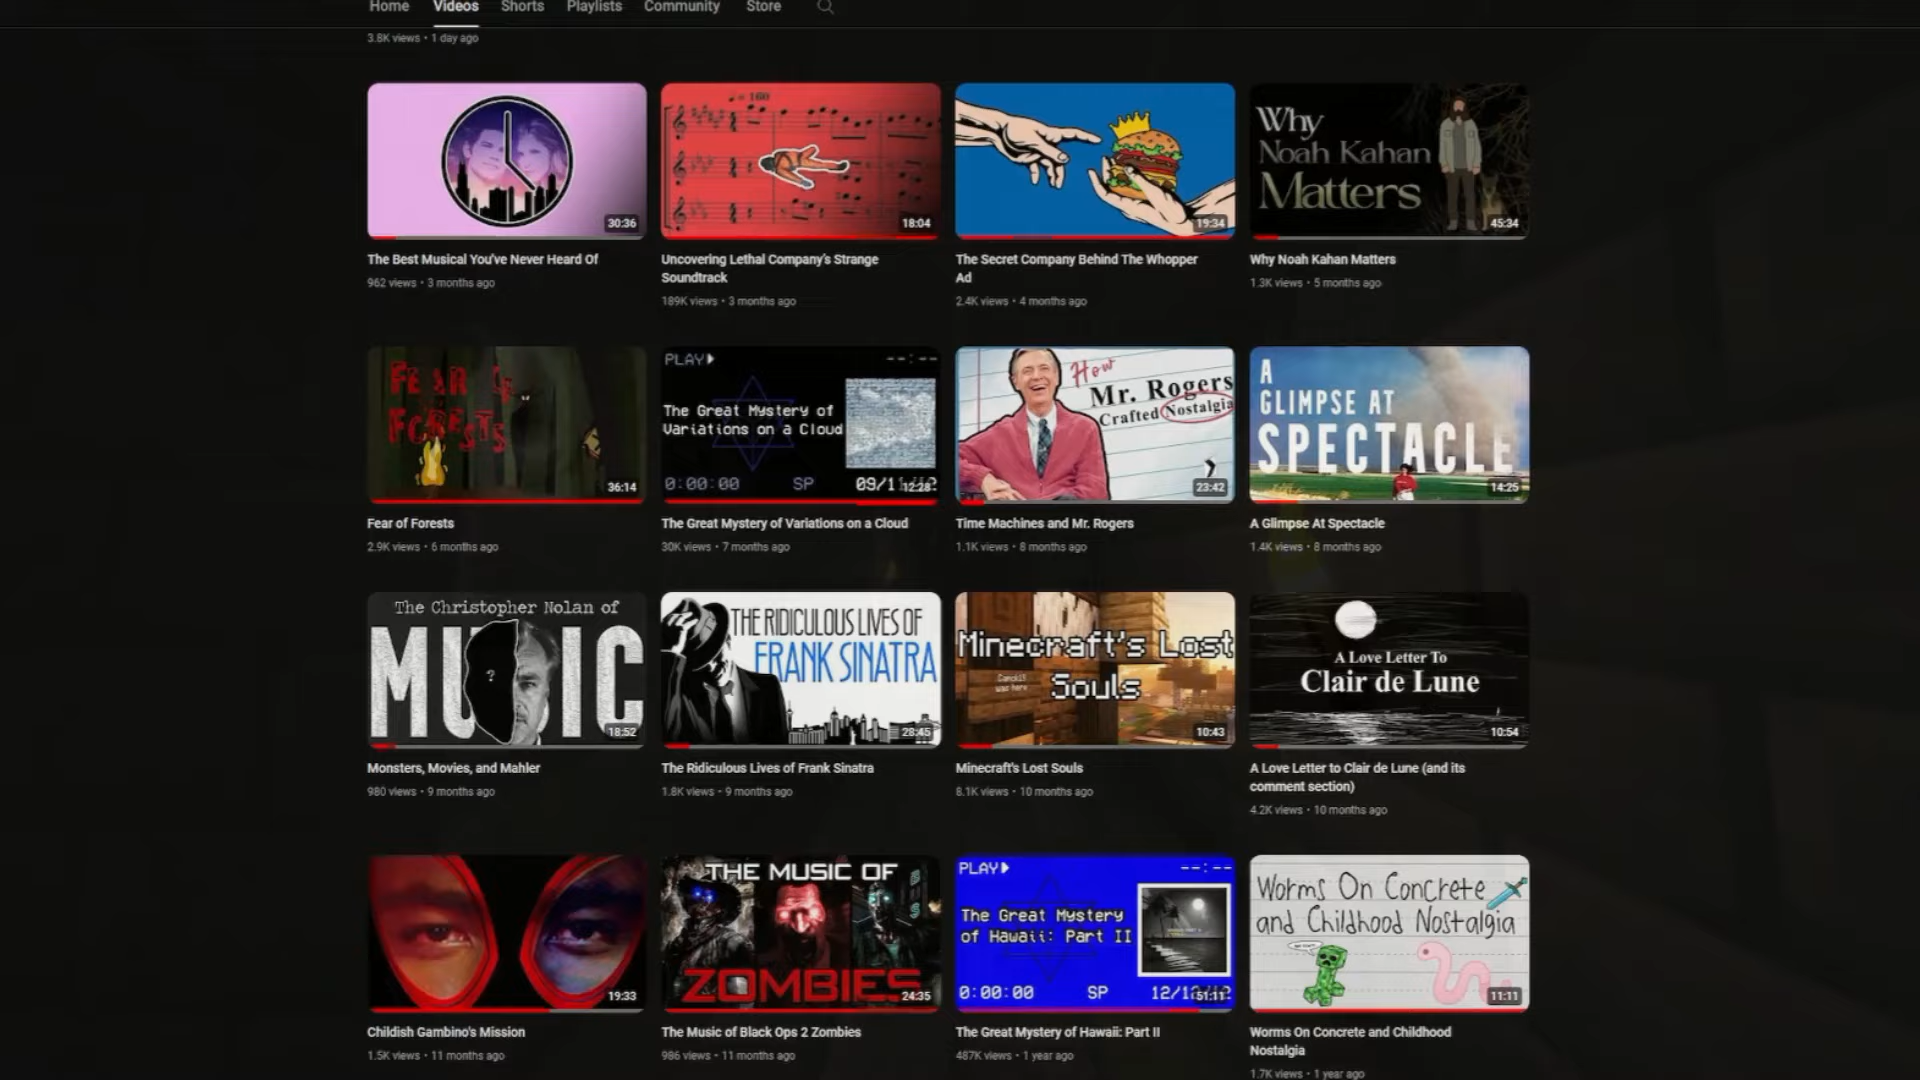 Home Videos Shorts Playlists Community Store
3.8K views • 1 day ago
30:36
= 160
18:04
19:34
Why
Noah Kahan
Matters
45:34
The Best Musical You've Never Heard Of
962 views • 3 months ago
Uncovering Lethal Company's Strange
Soundtrack
189K views • 3 months ago
The Secret Company Behind The Whopper
Ad
2.4K views • 4 months ago
Why Noah Kahan Matters
1.3K views • 5 months ago
FEAR
FORESTS
36:14
PLAY
--:--
The Great Mystery of
Variations on a Cloud
0:00:00 SP 09/1
12:28
How
Mr. Rogers
Crafted Nostalgia
23:42
A
GLIMPSE AT
SPECTACLE
14:25
Fear of Forests
2.9K views • 6 months ago
The Great Mystery of Variations on a Cloud
30K views • 7 months ago
Time Machines and Mr. Rogers
1.1K views • 8 months ago
A Glimpse At Spectacle
1.4K views • 8 months ago
The Christopher Nolan of
MUSIC
?
18:52
THE RIDICULOUS LIVES OF
FRANK SINATRA
28:45
Minecraft's Lost
Souls
was here
10:43
A Love Letter To
Clair de Lune
10:54
Monsters, Movies, and Mahler
980 views • 9 months ago
The Ridiculous Lives of Frank Sinatra
1.8K views • 9 months ago
Minecraft's Lost Souls
8.1K views • 10 months ago
A Love Letter to Clair de Lune (and its
comment section)
4.2K views • 10 months ago
19:33
THE MUSIC OF
ZOMBIES
24:35
PLAY
--:--
The Great Mystery
of Hawaii: Part II
0:00:00 SP 12/1
51:11
Worms On Concrete
and Childhood Nostalgia
11:11
Childish Gambino's Mission
1.5K views • 11 months ago
The Music of Black Ops 2 Zombies
986 views • 11 months ago
The Great Mystery of Hawaii: Part II
487K views • 1 year ago
Worms On Concrete and Childhood
Nostalgia
1.7K views • 1 year ago